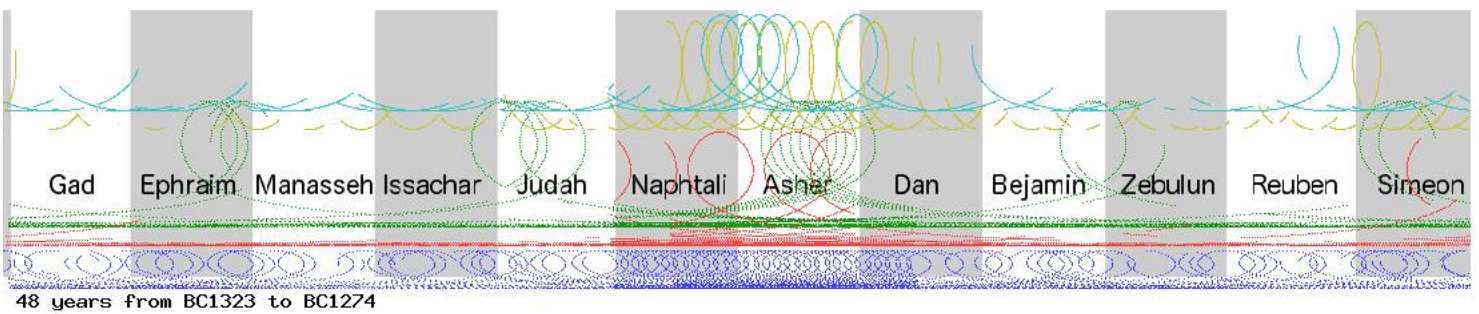 Gad Ephraim Manasseh Issachar Judah Naphtali Asher Dan Bejamin Zebulun Reuben Simeon
48 years from BC1323 to BC1274